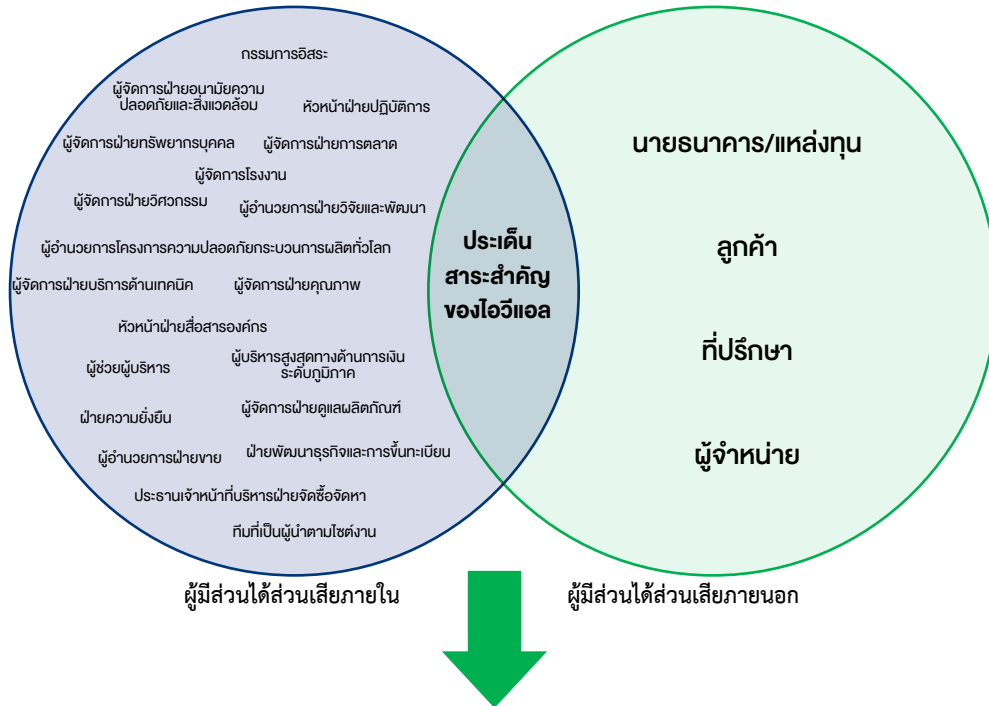 กรรมการอิสระ
ผู้จัดการฝ่ายอนามัยความ
ปลอดภัยและสิ่งแวดล้อม
หัวหน้าฝ่ายปฏิบัติการ
ผู้จัดการฝ่ายทรัพยากรบุคคล
ผู้จัดการฝ่ายการตลาด
ผู้จัดการโรงงาน
ผู้จัดการฝ่ายวิศวกรรม
ผู้อำนวยการฝ่ายวิจัยและพัฒนา
ผู้อำนวยการโครงการความปลอดภัยกระบวนการผลิตทั่วโลก
ผู้จัดการฝ่ายบริการด้านเทคนิค
ผู้จัดการฝ่ายคุณภาพ
หัวหน้าฝ่ายสื่อสารองค์กร
ผู้ช่วยผู้บริหาร
ผู้บริหารสูงสุดทางด้านการเงิน
ระดับภูมิภาค
ฝ่ายความยั่งยืน
ผู้จัดการฝ่ายดูแลผลิตภัณฑ์
ผู้อำนวยการฝ่ายขาย
ฝ่ายพัฒนาธุรกิจและการขึ้นทะเบียน
ประธานเจ้าหน้าที่บริหารฝ่ายจัดซื้อจัดหา
ทีมที่เป็นผู้นำตามไซต์งาน
ประเด็น
สาระสำคัญ
ของไอวีแอล
นายธนาคาร/แหล่งทุน
ลูกค้า
ที่ปรึกษา
ผู้จำหน่าย
ผู้มีส่วนได้ส่วนเสียภายใน
ผู้มีส่วนได้ส่วนเสียภายนอก